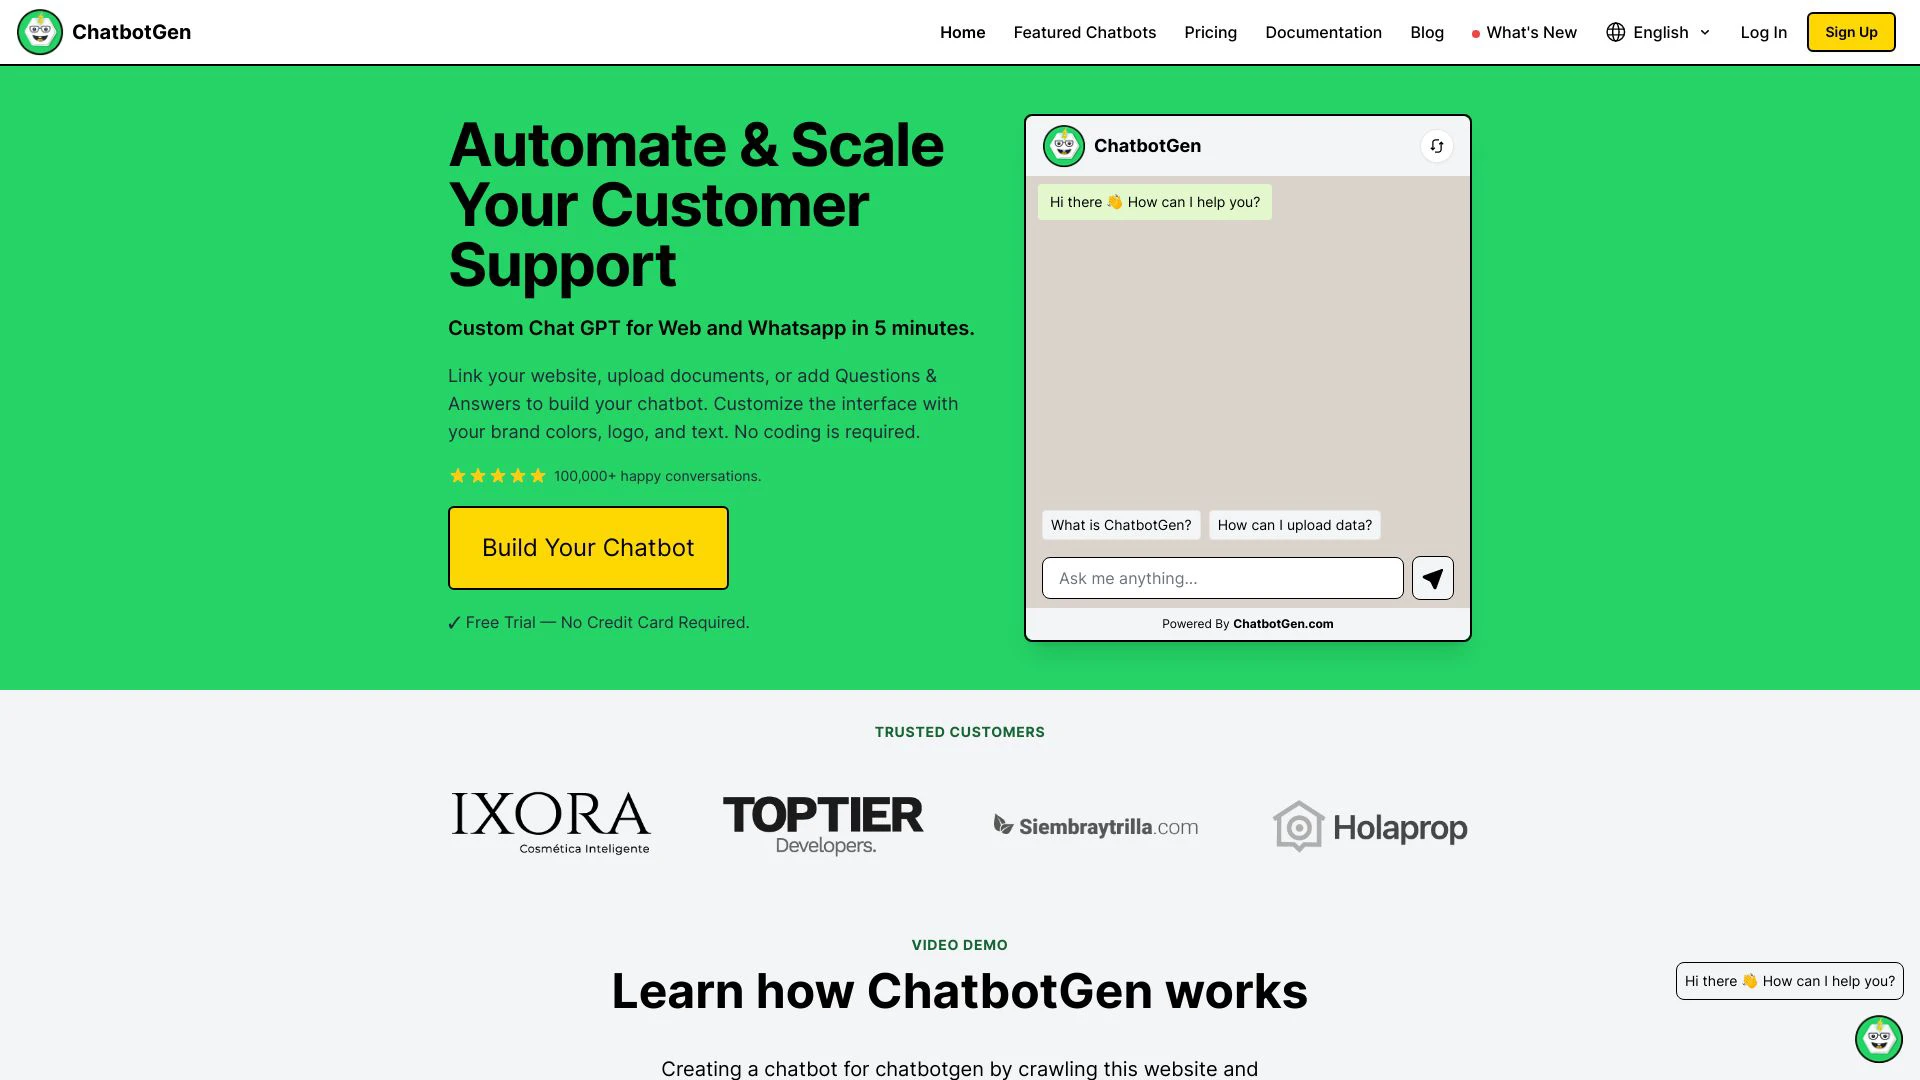 ChatbotGen
Home
Featured Chatbots
Pricing
Documentation
Blog
What's New
English
Log In
Sign Up
Automate & Scale
Your Customer
Support
Custom Chat GPT for Web and Whatsapp in 5 minutes.
Link your website, upload documents, or add Questions &
Answers to build your chatbot. Customize the interface with
your brand colors, logo, and text. No coding is required.
100,000+ happy conversations.
Build Your Chatbot
✓ Free Trial — No Credit Card Required.
ChatbotGen
Hi there 👋 How can I help you?
What is ChatbotGen?
How can I upload data?
Ask me anything...
Powered By ChatbotGen.com
TRUSTED CUSTOMERS
IXORA
Cosmética Inteligente
TOPTIER
Developers.
Siembraytrilla.com
Holaprop
VIDEO DEMO
Learn how ChatbotGen works
Creating a chatbot for chatbotgen by crawling this website and
Hi there 👋 How can I help you?